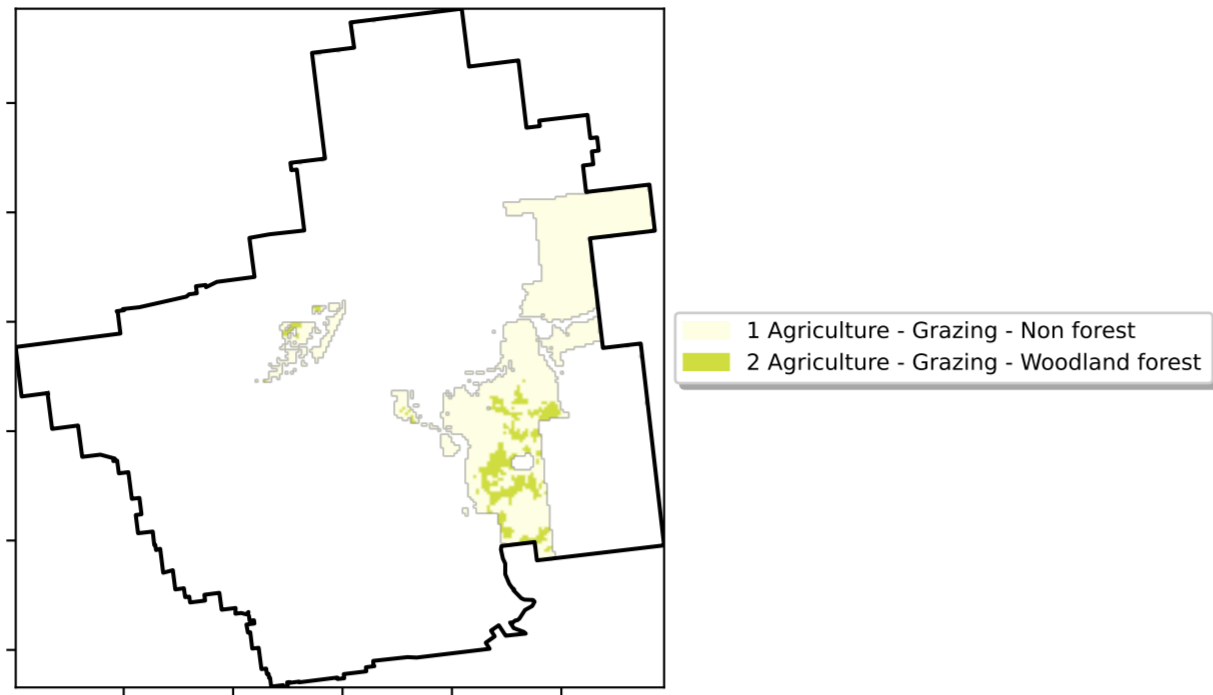 1 Agriculture - Grazing - Non forest
2 Agriculture - Grazing - Woodland forest